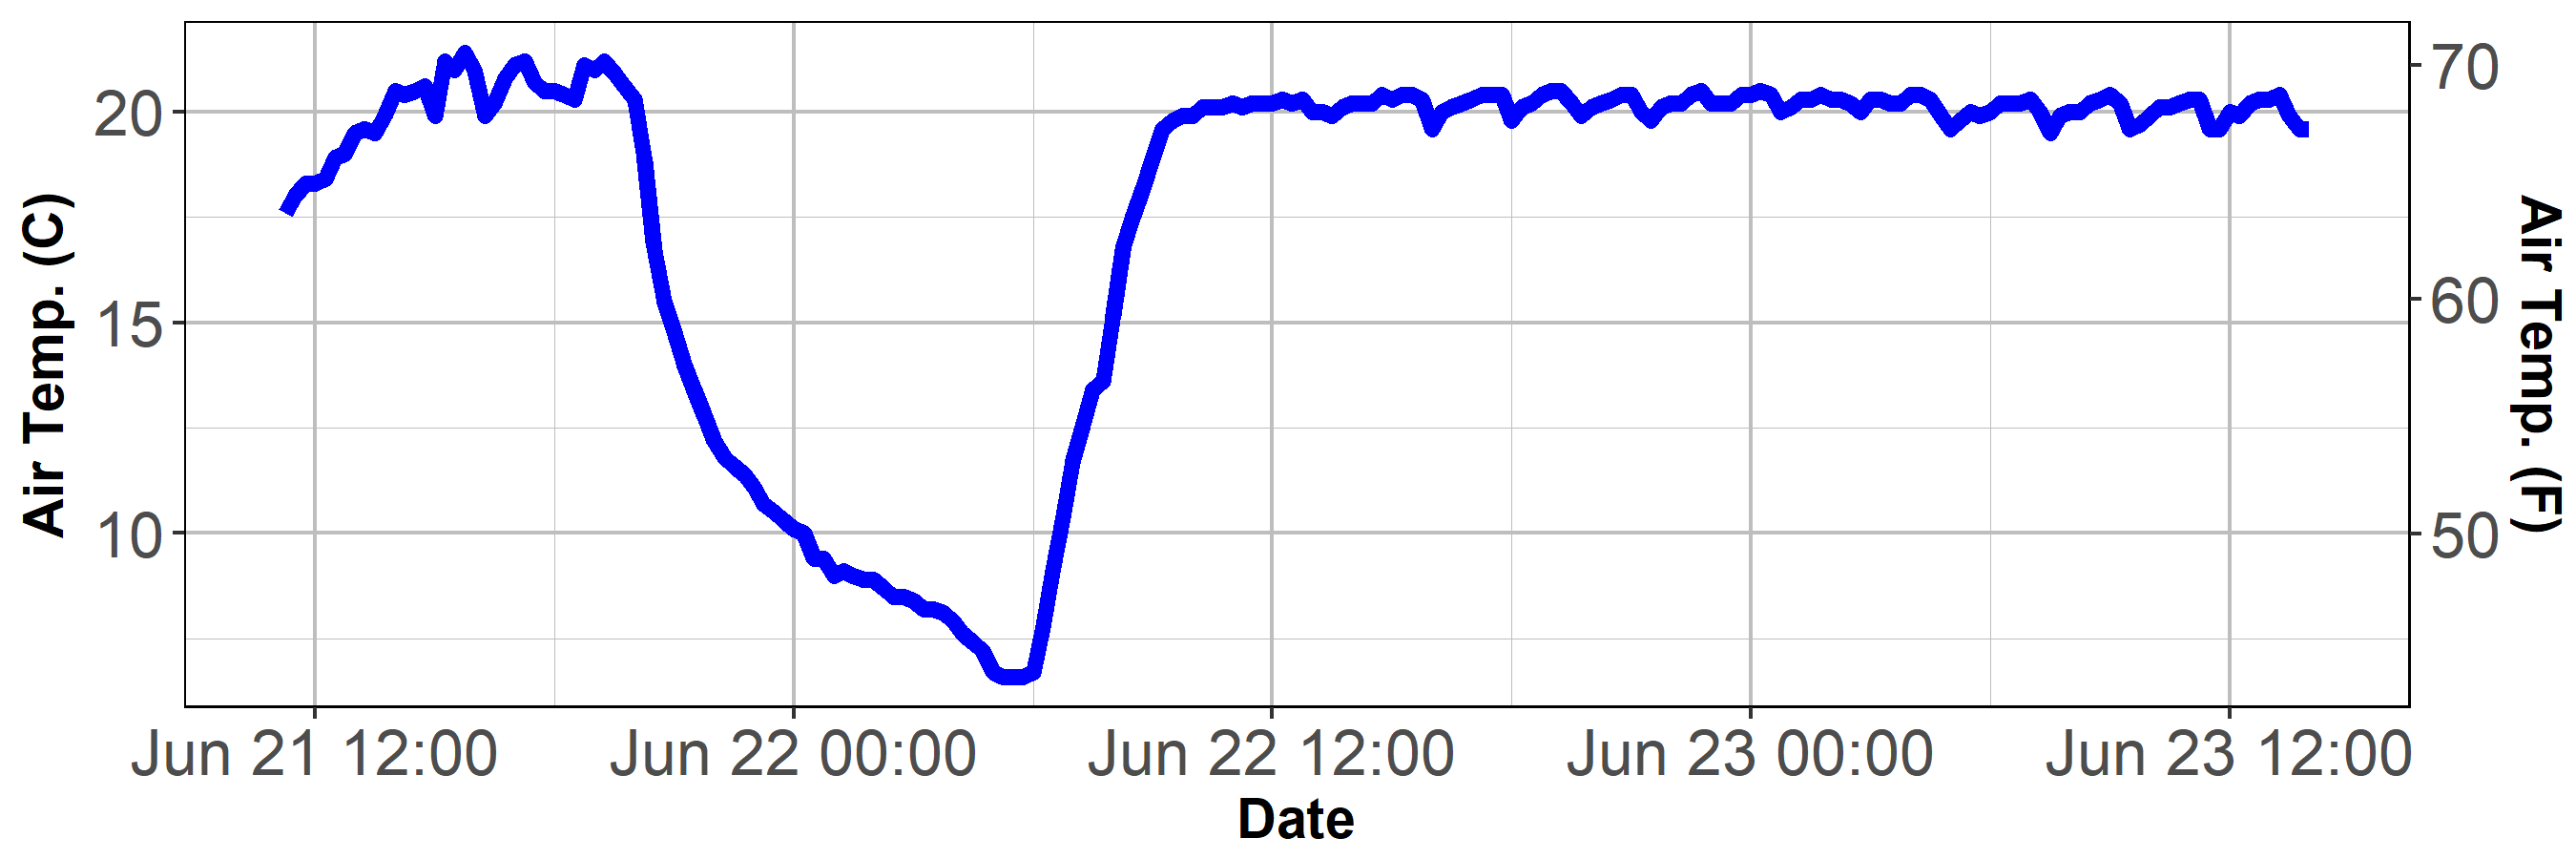 Air Temp. (C)
20
15
10
70
60
50
Air Temp. (F)
Jun 21 12:00
Jun 22 00:00
Jun 22 12:00
Jun 23 00:00
Jun 23 12:00
Date